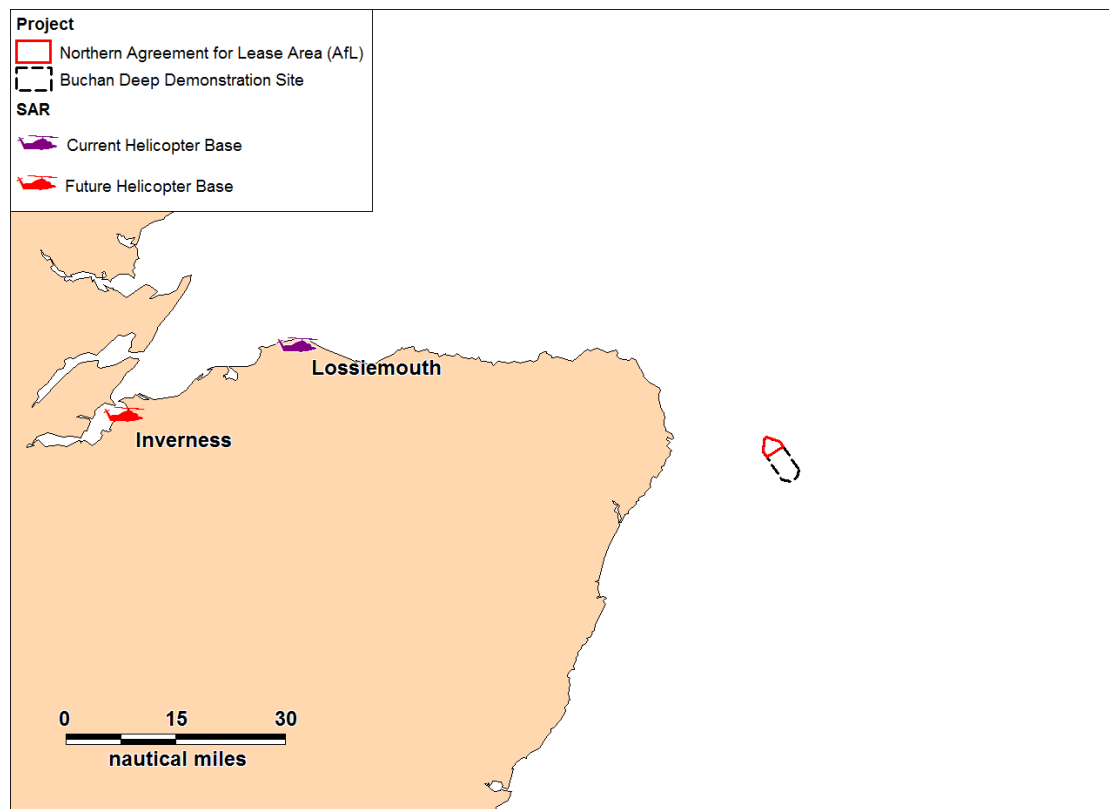 Project
Northern Agreement for Lease Area (AfL)
Buchan Deep Demonstration Site
SAR
Current Helicopter Base
Future Helicopter Base
Lossiemouth
Inverness
0 15 30
nautical miles